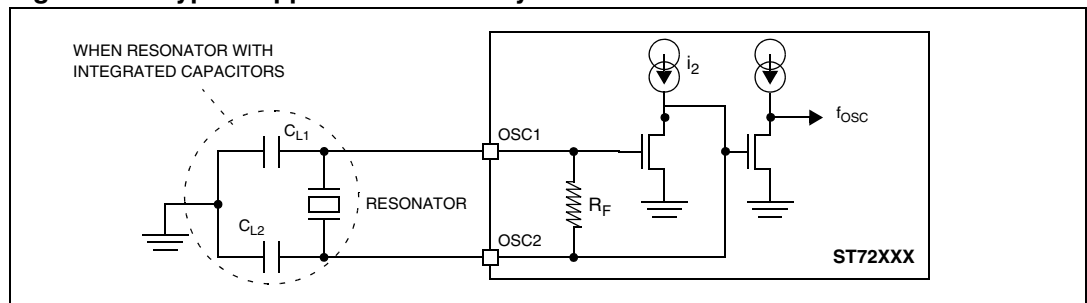 WHEN RESONATOR WITH
INTEGRATED CAPACITORS
CL1
RESONATOR
CL2
OSC1
OSC2
RF
i2
fOSC
ST72XXX